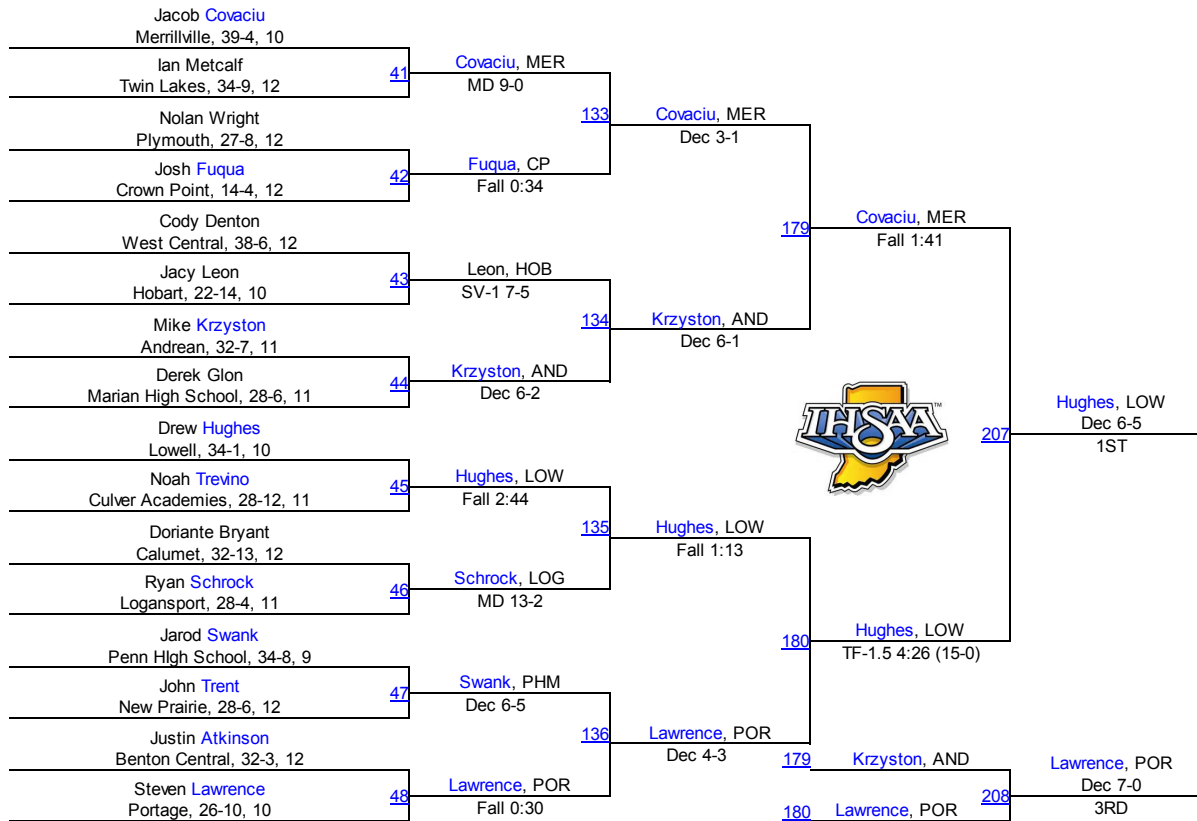 Jacob Covaciu
Merrillville, 39-4, 10
Ian Metcalf
Twin Lakes, 34-9, 12
Nolan Wright
Plymouth, 27-8, 12
Josh Fuqua
Crown Point, 14-4, 12
Cody Denton
West Central, 38-6, 12
Jacy Leon
Hobart, 22-14, 10
Mike Krzyston
Andrean, 32-7, 11
Derek Glon
Marian High School, 28-6, 11
Drew Hughes
Lowell, 34-1, 10
Noah Trevino
Culver Academies, 28-12, 11
Doriante Bryant
Calumet, 32-13, 12
Ryan Schrock
Logansport, 28-4, 11
Jarod Swank
Penn HIgh School, 34-8, 9
John Trent
New Prairie, 28-6, 12
Justin Atkinson
Benton Central, 32-3, 12
Steven Lawrence
Portage, 26-10, 10
41
Covaciu, MER
MD 9-0
42
Fuqua, CP
Fall 0:34
43
Leon, HOB
SV-1 7-5
44
Krzyston, AND
Dec 6-2
45
Hughes, LOW
Fall 2:44
46
Schrock, LOG
MD 13-2
47
Swank, PHM
Dec 6-5
48
Lawrence, POR
Fall 0:30
133
Covaciu, MER
Dec 3-1
134
Krzyston, AND
Dec 6-1
135
Hughes, LOW
Fall 1:13
136
Lawrence, POR
Dec 4-3
179
Covaciu, MER
Fall 1:41
180
Hughes, LOW
TF-1.5 4:26 (15-0)
IHSAA™
207
Hughes, LOW
Dec 6-5
1ST
179
Krzyston, AND
180
Lawrence, POR
208
Lawrence, POR
Dec 7-0
3RD